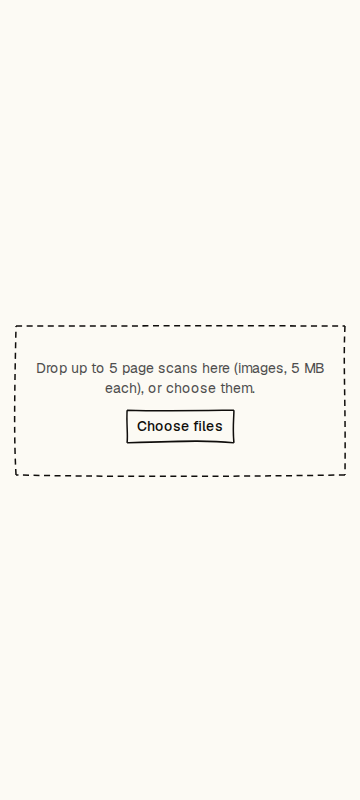 Drop up to 5 page scans here (images, 5 MB
each), or choose them.
Choose files